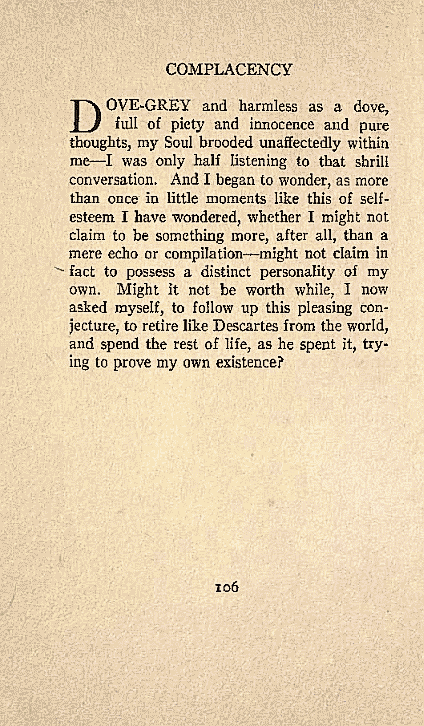 COMPLACENCY
DOVE-GREY and harmless as a dove,
full of piety and innocence and pure
thoughts, my Soul brooded unaffectedly within
me—I was only half listening to that shrill
conversation. And I began to wonder, as more
than once in little moments like this of self-
esteem I have wondered, whether I might not
claim to be something more, after all, than a
mere echo or compilation—might not claim in
fact to possess a distinct personality of my
own. Might it not be worth while, I now
asked myself, to follow up this pleasing con-
jecture, to retire like Descartes from the world,
and spend the rest of life, as he spent it, try-
ing to prove my own existence?
106